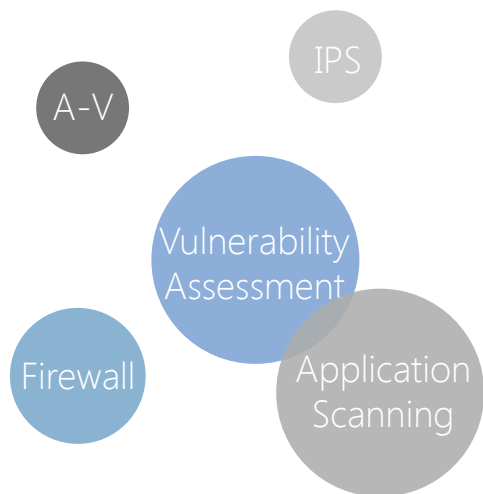 IPS
A-V
Vulnerability
Assessment
Firewall
Application
Scanning